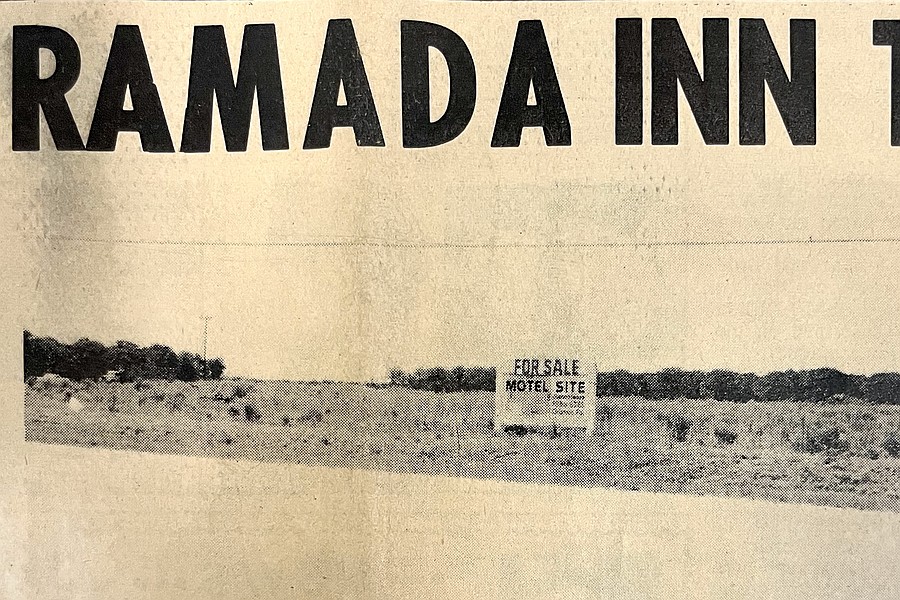 RAMADA INN T
FOR SALE
MOTEL SITE